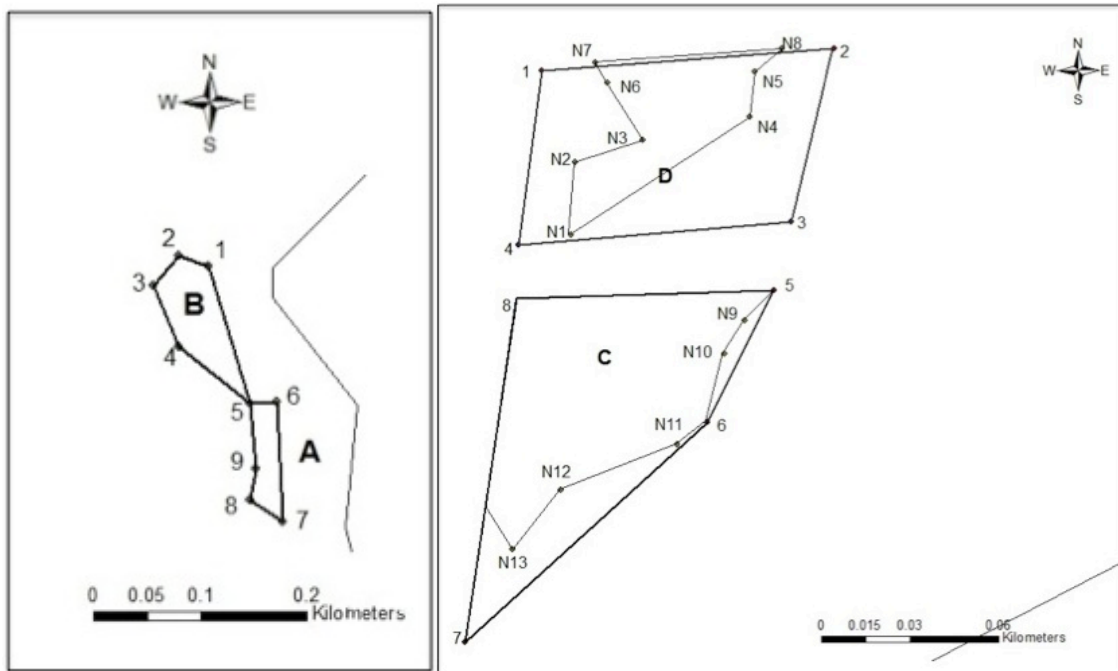 N
W E
S
2 1
3
B
4
5 6
A
9
8
7
0 0.05 0.1 0.2
Kilometers
N
W E
S
N7 N8 2
1
N6 N5
N3 N4
N2
D
N1
4 3
8 5
N9
N10
C
N11 6
N12
N13
7
0 0.015 0.03 0.06
Kilometers